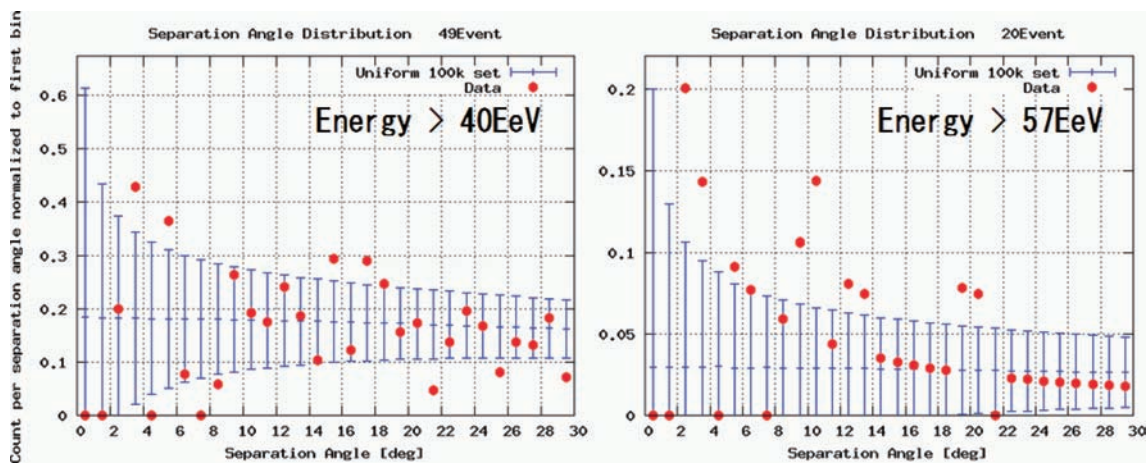 Count per separation angle normalized to first bin
Separation Angle Distribution 49Event
Uniform 100k set
Data
Energy > 40EeV
0.6
0.5
0.4
0.3
0.2
0.1
0
0 2 4 6 8 10 12 14 16 18 20 22 24 26 28 30
Separation Angle [deg]
Separation Angle Distribution 20Event
Uniform 100k set
Data
Energy > 57EeV
0.2
0.15
0.1
0.05
0
0 2 4 6 8 10 12 14 16 18 20 22 24 26 28 30
Separation Angle [deg]